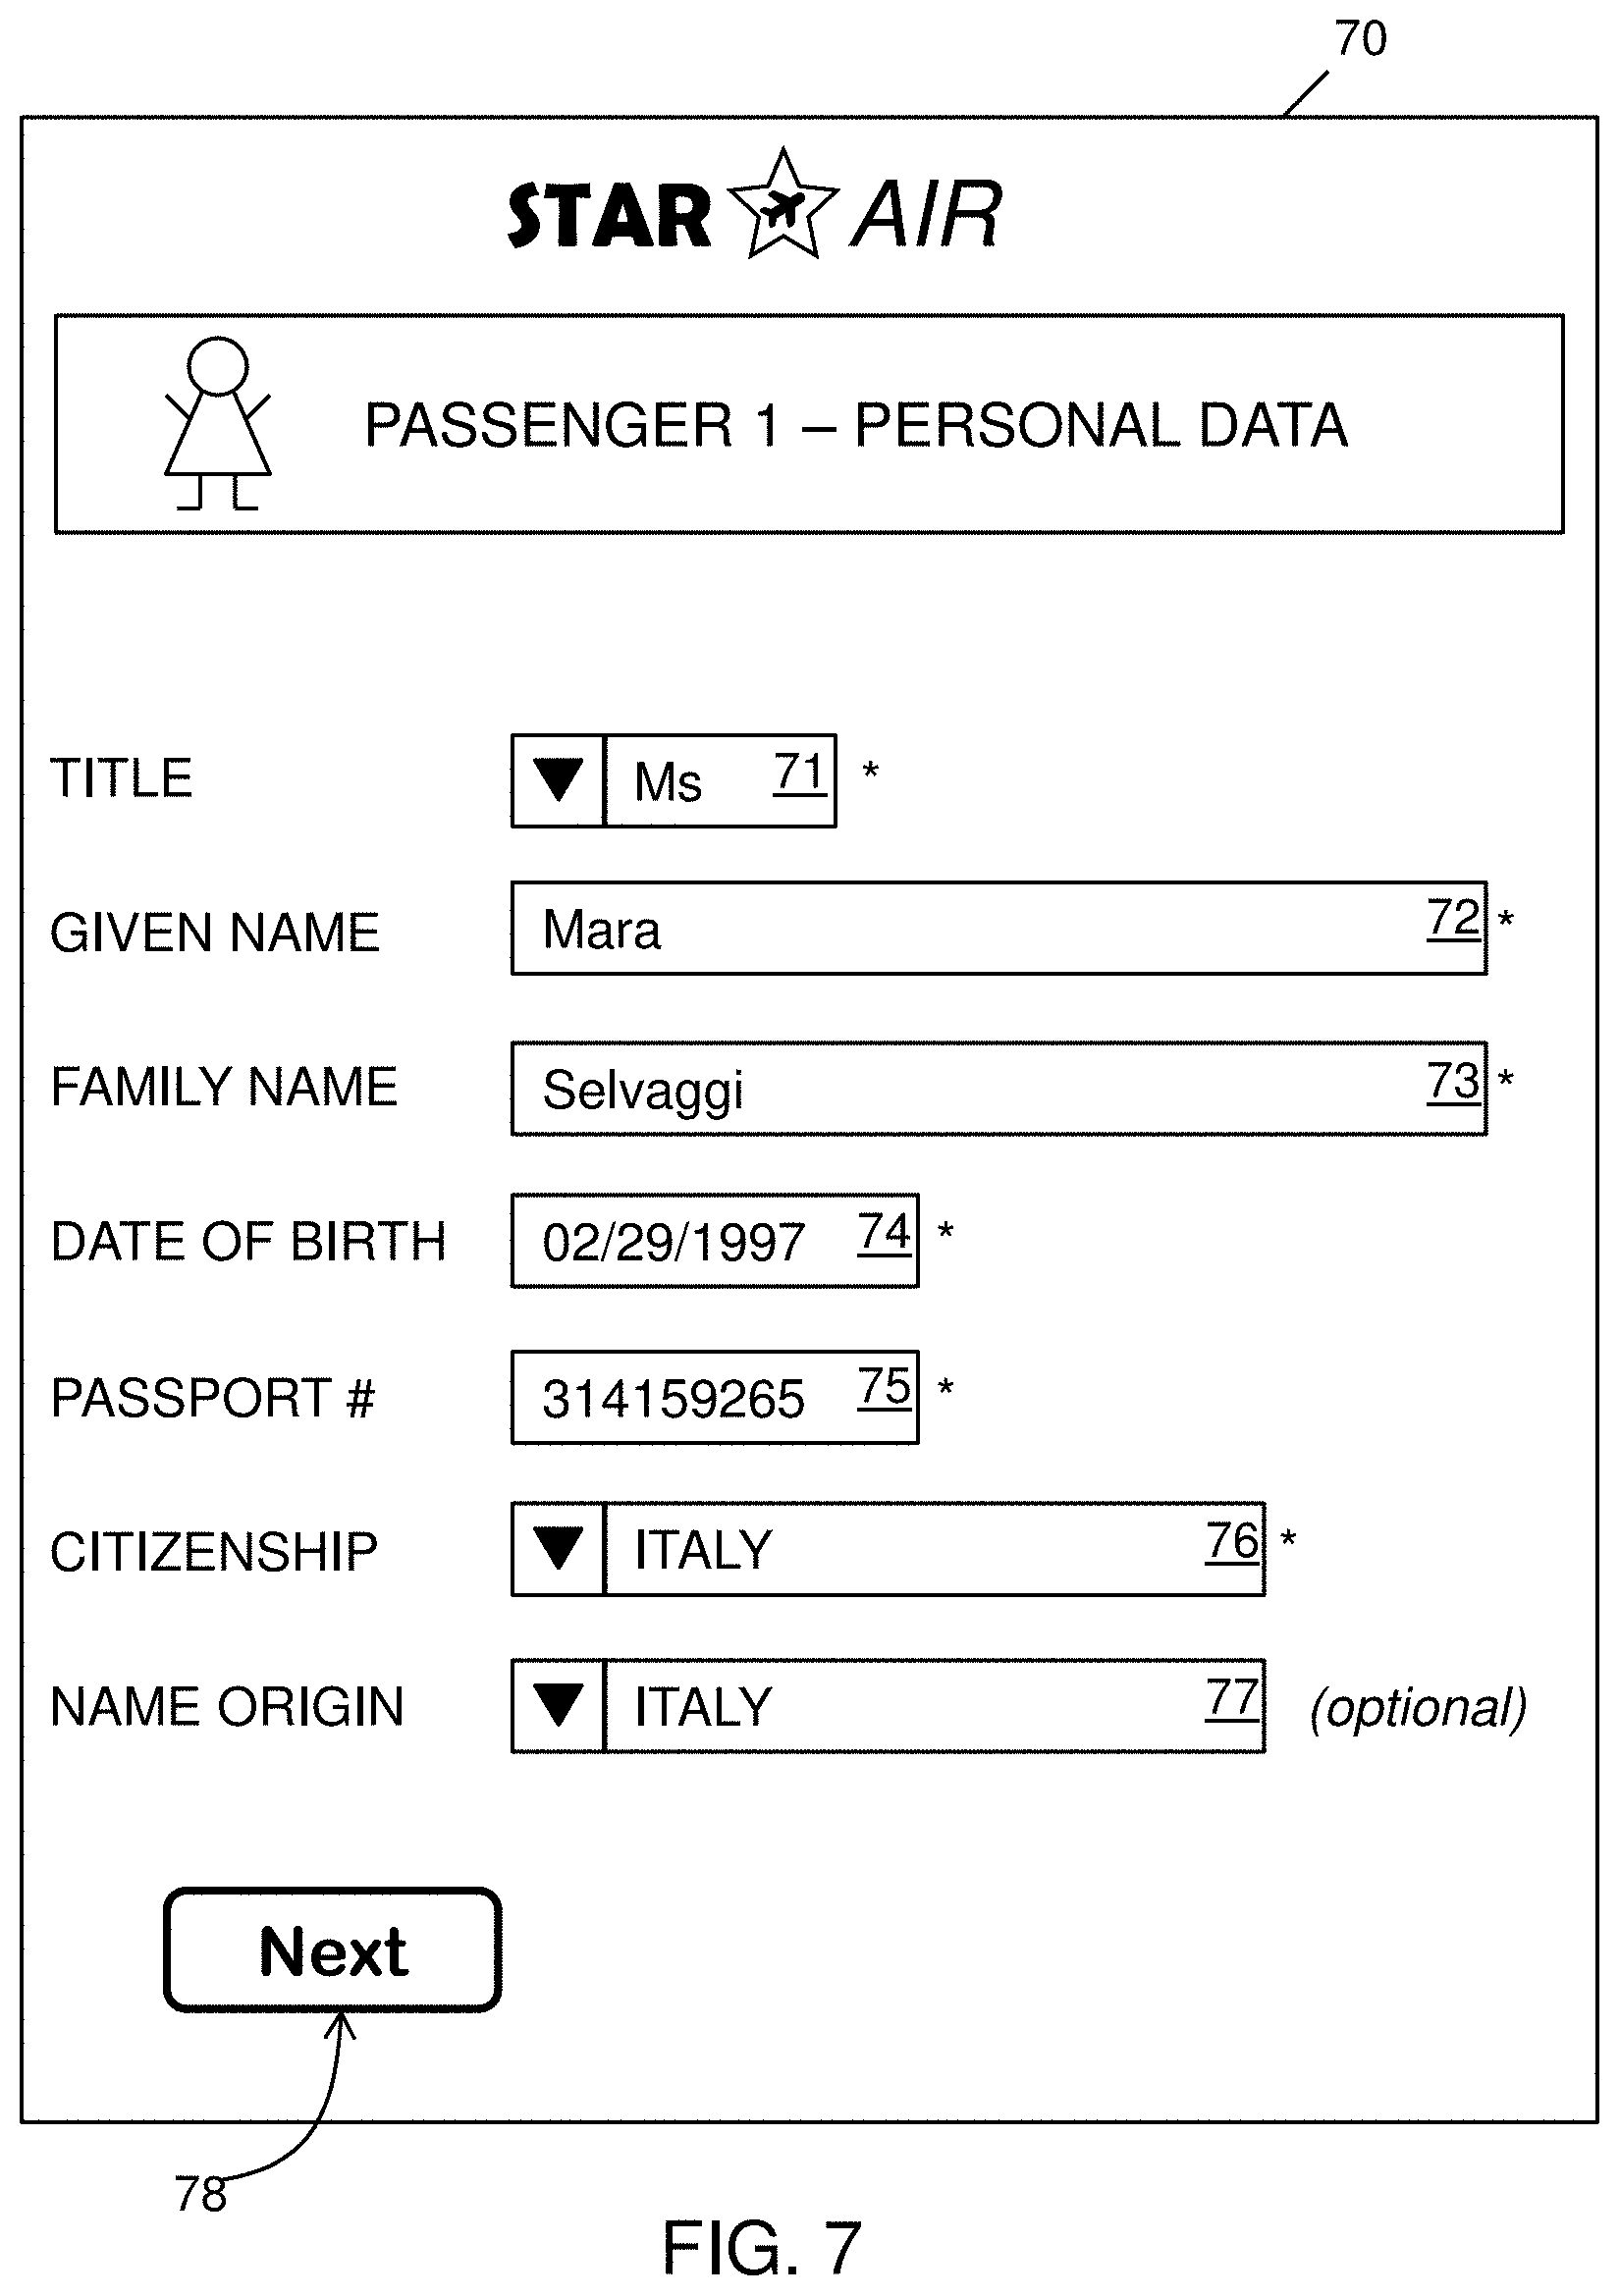 70
STAR AIR
PASSENGER 1 – PERSONAL DATA
TITLE Ms 71 *
GIVEN NAME Mara 72 *
FAMILY NAME Selvaggi 73 *
DATE OF BIRTH 02/29/1997 74 *
PASSPORT # 314159265 75 *
CITIZENSHIP ITALY 76 *
NAME ORIGIN ITALY 77 (optional)
Next
78
FIG. 7